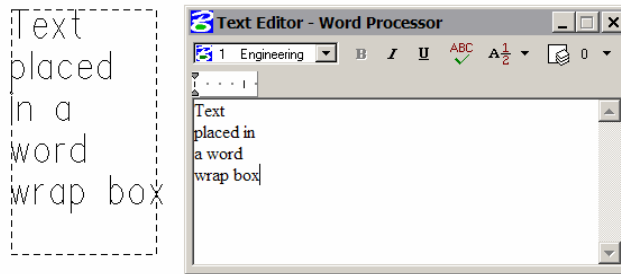 Text
placed
in a
word
wrap box
Text Editor - Word Processor
1 Engineering B I U ABC A 1/2 0
Text
placed in
a word
wrap box